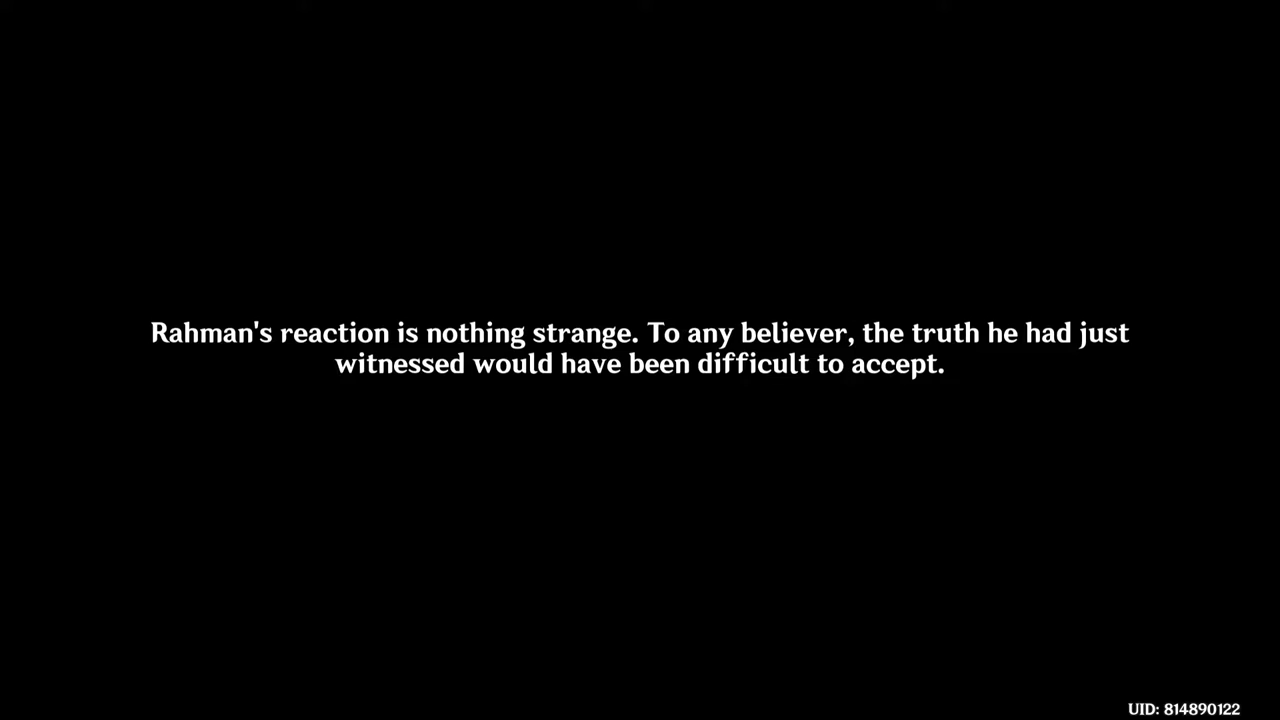 Rahman's reaction is nothing strange. To any believer, the truth he had just
witnessed would have been difficult to accept.
UID: 814890122